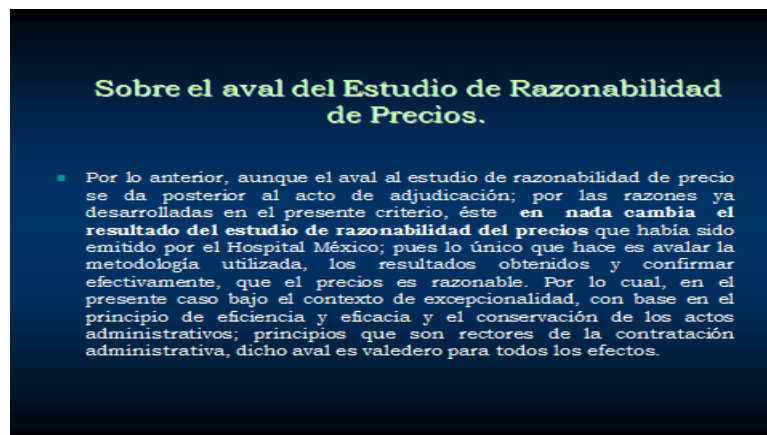 Sobre el aval del Estudio de Razonabilidad
de Precios.
Por lo anterior, aunque el aval al estudio de razonabilidad de precio
se da posterior al acto de adjudicación; por las razones ya
desarrolladas en el presente criterio, éste en nada cambia el
resultado del estudio de razonabilidad del precios que había sido
emitido por el Hospital México; pues lo único que hace es avalar la
metodología utilizada, los resultados obtenidos y confirmar
efectivamente, que el precios es razonable. Por lo cual, en el
presente caso bajo el contexto de excepcionalidad, con base en el
principio de eficiencia y eficacia y el conservación de los actos
administrativos; principios que son rectores de la contratación
administrativa, dicho aval es valedero para todos los efectos.